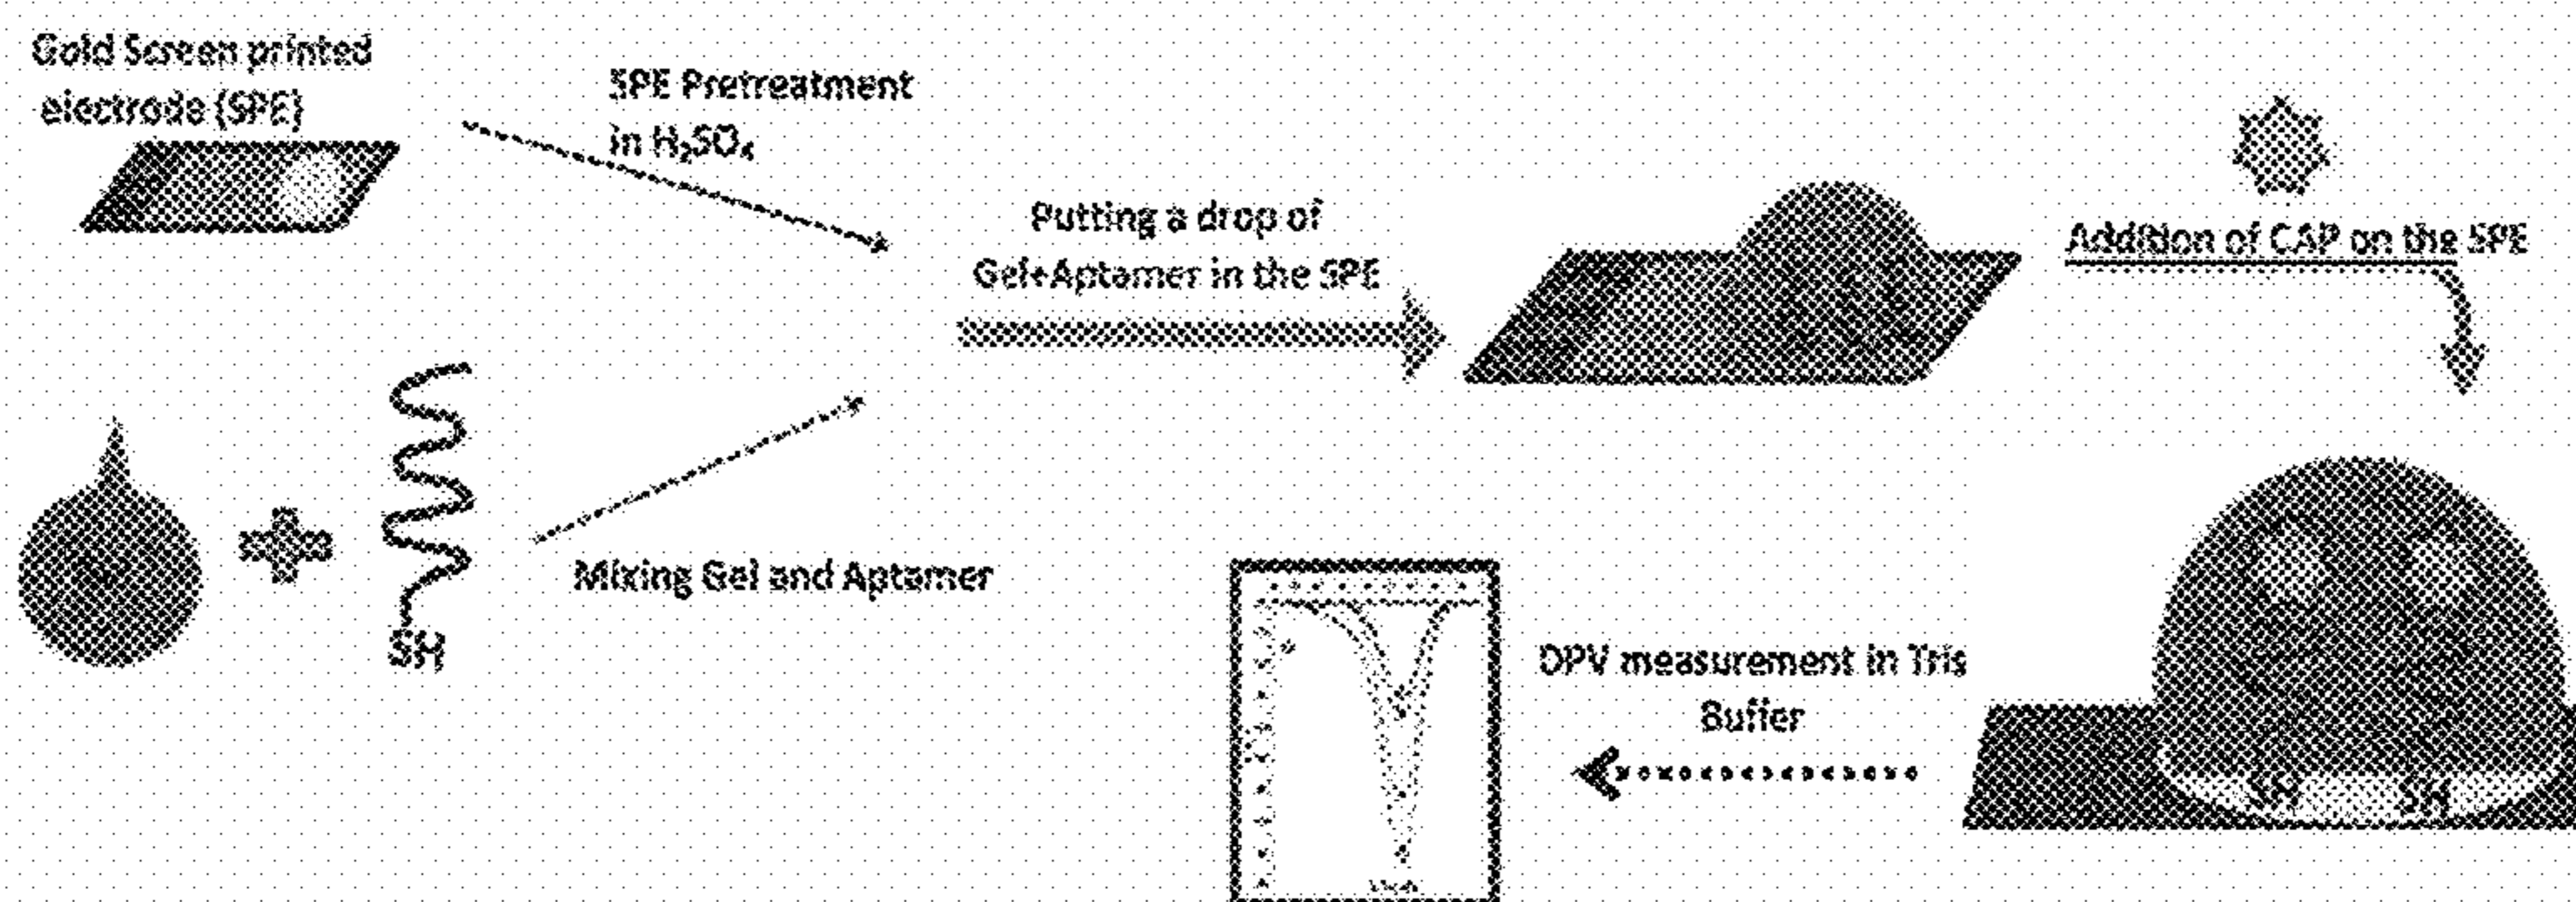 Gold Screen printed
electrode (SPE)
SPE Pretreatment
in H₂SO₄
Putting a drop of
Gel+Aptamer in the SPE
Addition of CAP on the SPE
SH
Mixing Gel and Aptamer
DPV measurement in Tris
Buffer
SH SH